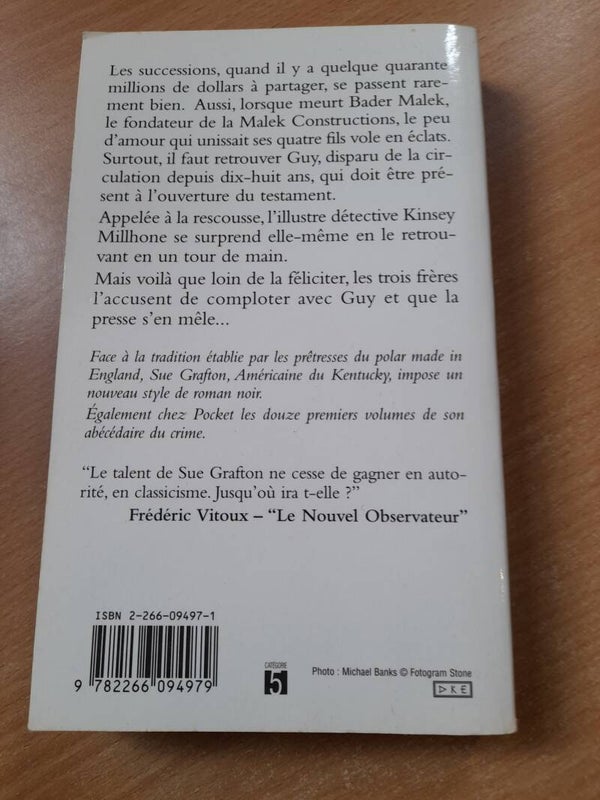 Les successions, quand il y a quelque quarante
millions de dollars à partager, se passent rare-
ment bien. Aussi, lorsque meurt Bader Malek,
le fondateur de la Malek Constructions, le peu
d'amour qui unissait ses quatre fils vole en éclats.
Surtout, il faut retrouver Guy, disparu de la cir-
culation depuis dix-huit ans, qui doit être pré-
sent à l'ouverture du testament.
Appelée à la rescousse, l'illustre détective Kinsey
Millhone se surprend elle-même en le retrou-
vant en un tour de main.
Mais voilà que loin de la féliciter, les trois frères
l'accusent de comploter avec Guy et que la
presse s'en mêle...
Face à la tradition établie par les prêtresses du polar made in
England, Sue Grafton, Américaine du Kentucky, impose un
nouveau style de roman noir.
Également chez Pocket les douze premiers volumes de son
abécédaire du crime.
“Le talent de Sue Grafton ne cesse de gagner en auto-
rité, en classicisme. Jusqu'où ira t-elle ?”
Frédéric Vitoux – “Le Nouvel Observateur”
ISBN 2-266-09497-1
9 782266 094979
CATÉGORIE
5
Photo : Michael Banks © Fotogram Stone
DKE